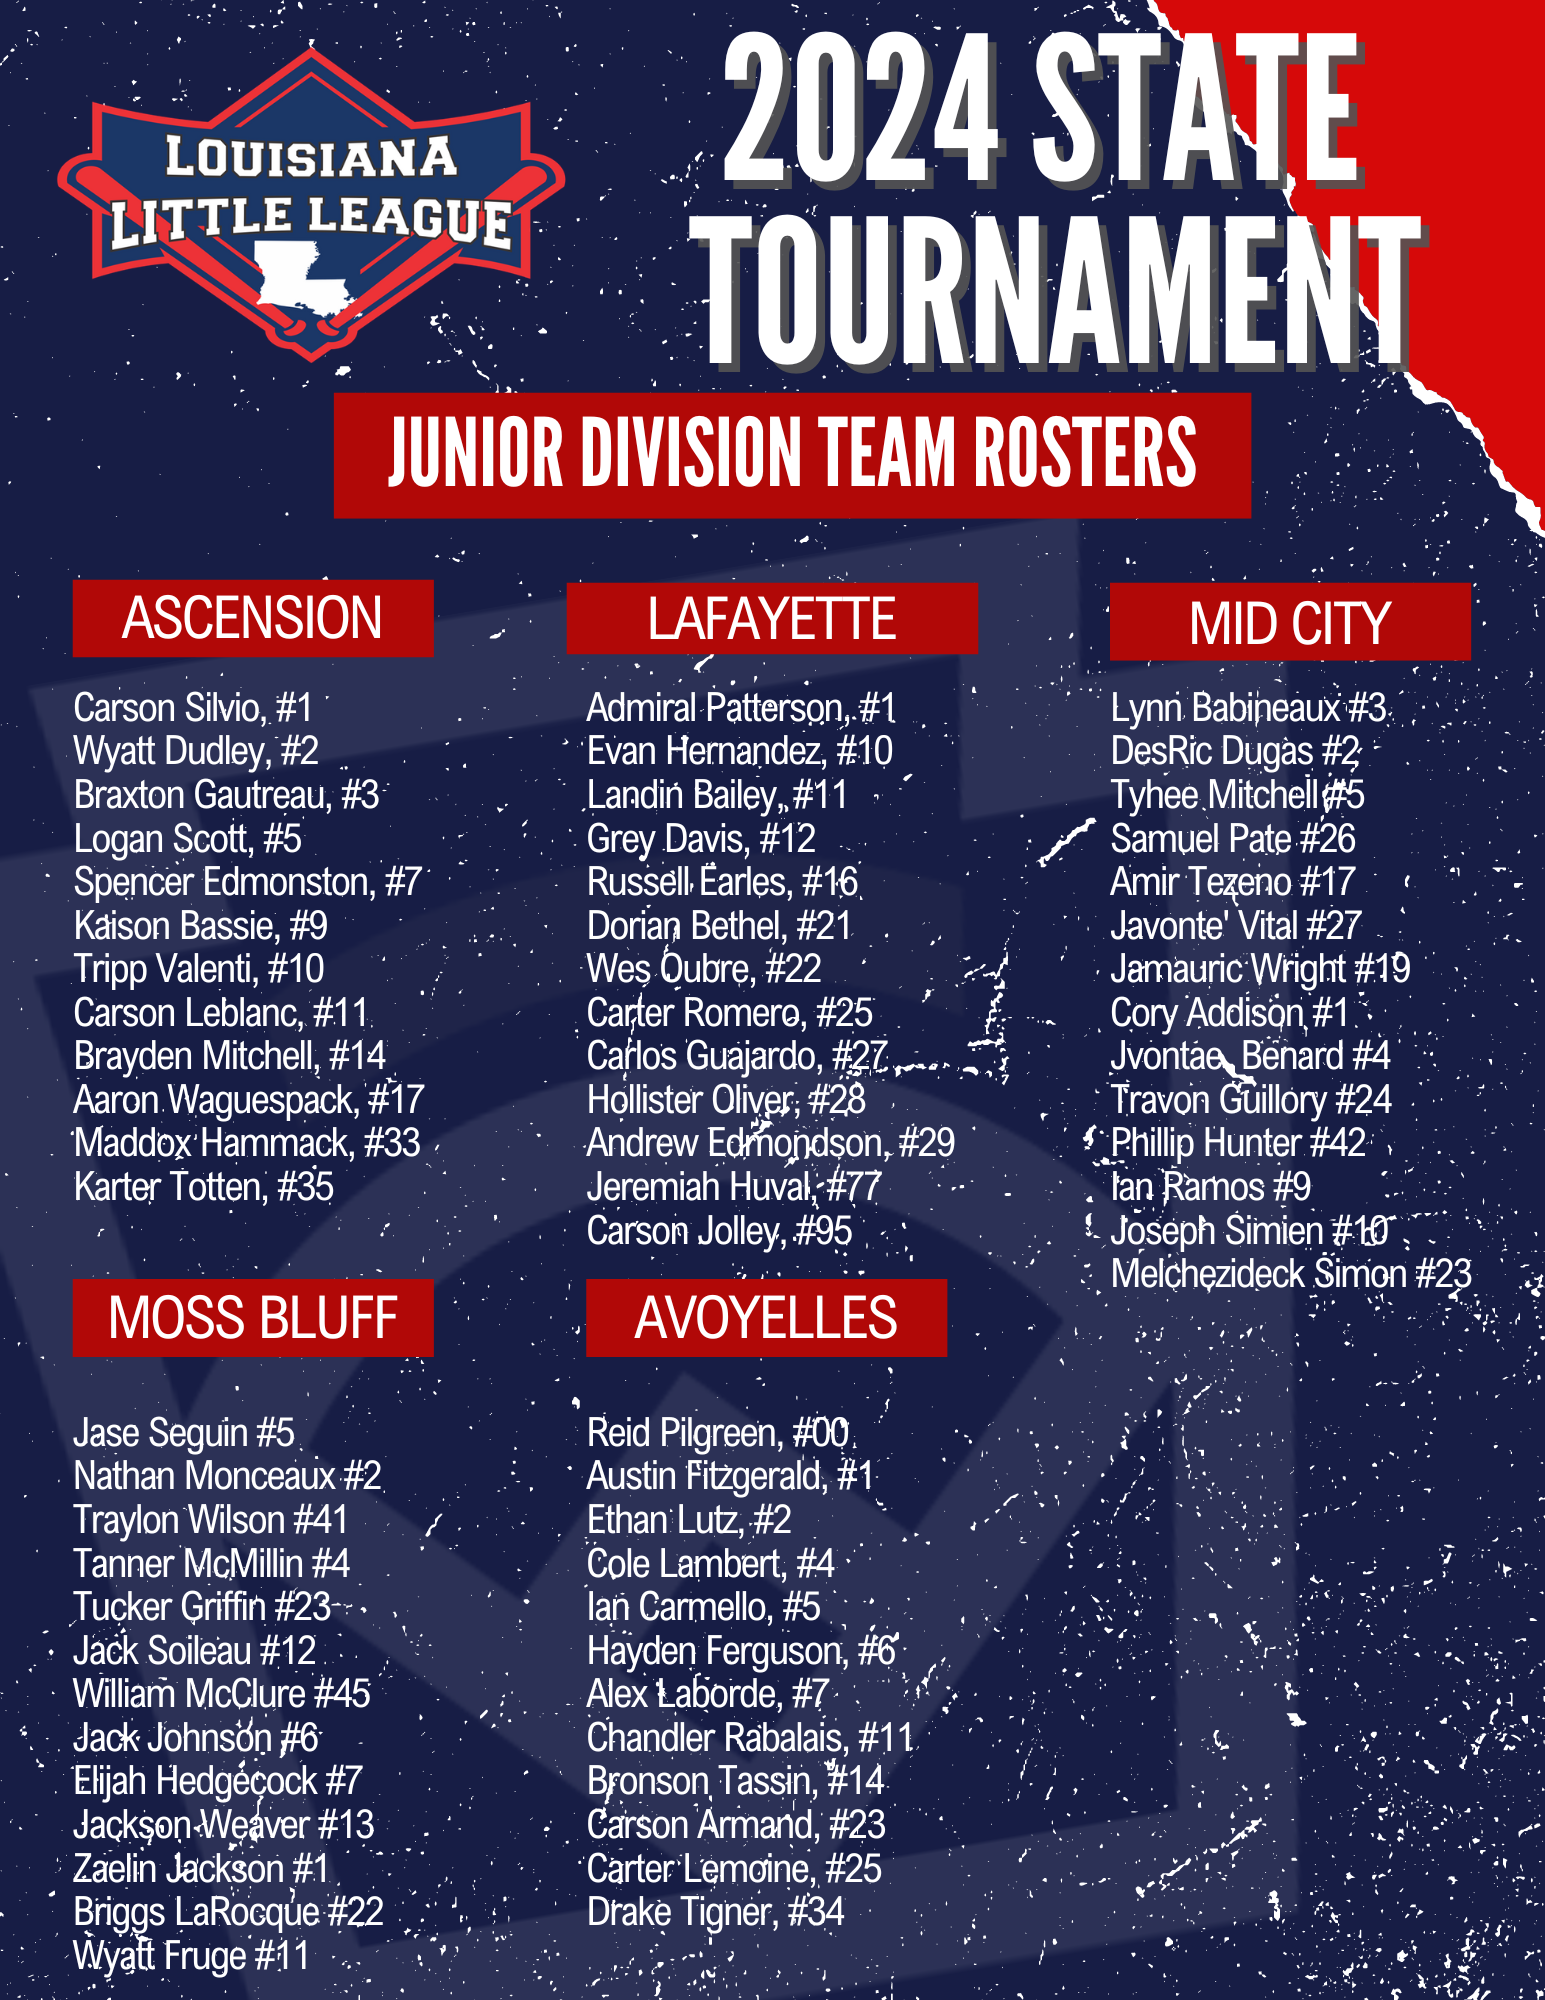 LOUISIANA
LITTLE LEAGUE
2024 STATE
TOURNAMENT
JUNIOR DIVISION TEAM ROSTERS
ASCENSION
Carson Silvio, #1
Wyatt Dudley, #2
Braxton Gautreau, #3
Logan Scott, #5
Spencer Edmonston, #7
Kaison Bassie, #9
Tripp Valenti, #10
Carson Leblanc, #11
Brayden Mitchell, #14
Aaron Waguespack, #17
Maddox Hammack, #33
Karter Totten, #35
LAFAYETTE
Admiral Patterson, #1
Evan Hernandez, #10
Landin Bailey, #11
Grey Davis, #12
Russell Earles, #16
Dorian Bethel, #21
Wes Oubre, #22
Carter Romero, #25
Carlos Guajardo, #27
Hollister Oliver, #28
Andrew Edmondson, #29
Jeremiah Huval, #77
Carson Jolley, #95
MID CITY
Lynn Babineaux #3
DesRic Dugas #2
Tyhee Mitchell #5
Samuel Pate #26
Amir Tezeno #17
Javonte' Vital #27
Jamauric Wright #19
Cory Addison #1
Jvontae Benard #4
Travon Guillory #24
Phillip Hunter #42
Ian Ramos #9
Joseph Simien #10
Melchezideck Simon #23
MOSS BLUFF
Jase Seguin #5
Nathan Monceaux #2
Traylon Wilson #41
Tanner McMillin #4
Tucker Griffin #23
Jack Soileau #12
William McClure #45
Jack Johnson #6
Elijah Hedgecock #7
Jackson Weaver #13
Zaelin Jackson #1
Briggs LaRocque #22
Wyatt Fruge #11
AVOYELLES
Reid Pilgreen, #00
Austin Fitzgerald, #1
Ethan Lutz, #2
Cole Lambert, #4
Ian Carmello, #5
Hayden Ferguson, #6
Alex Laborde, #7
Chandler Rabalais, #11
Bronson Tassin, #14
Carson Armand, #23
Carter Lemoine, #25
Drake Tigner, #34